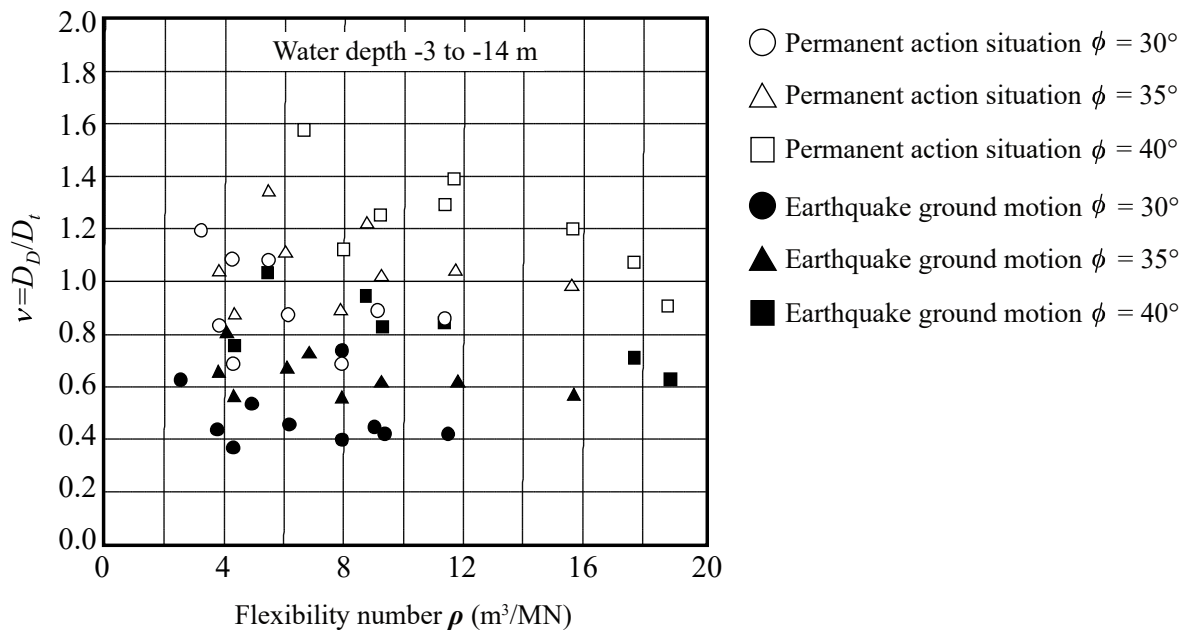 2.0
1.8
1.6
1.4
1.2
1.0
0.8
0.6
0.4
0.2
0.0
ν=D_D/D_t
Water depth -3 to -14 m
0 4 8 12 16 20
Flexibility number ρ (m³/MN)
Permanent action situation ϕ = 30°
Permanent action situation ϕ = 35°
Permanent action situation ϕ = 40°
Earthquake ground motion ϕ = 30°
Earthquake ground motion ϕ = 35°
Earthquake ground motion ϕ = 40°